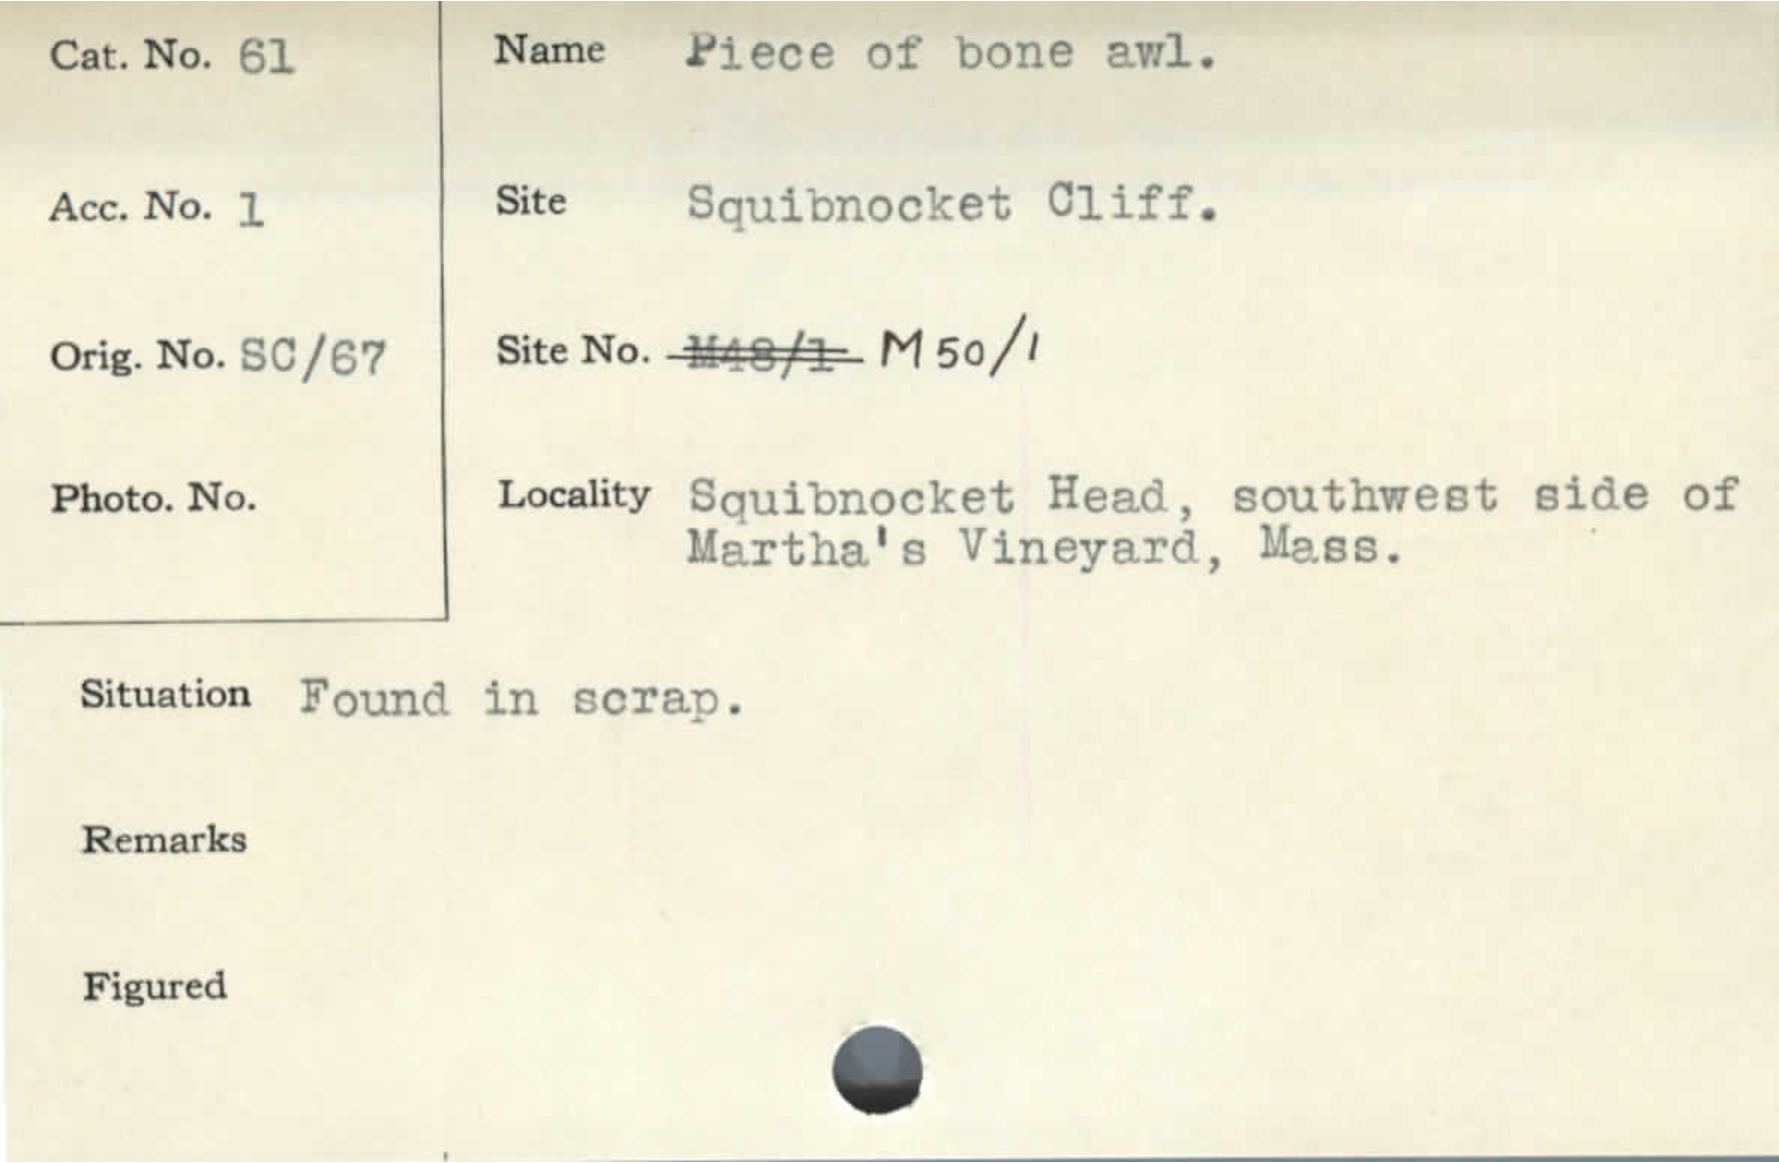 Cat. No. 61
Name Piece of bone awl.
Acc. No. 1
Site Squibnocket Cliff.
Orig. No. SC/67
Site No. M48/1 M50/1
Photo. No.
Locality Squibnocket Head, southwest side of
Martha's Vineyard, Mass.
Situation Found in scrap.
Remarks
Figured